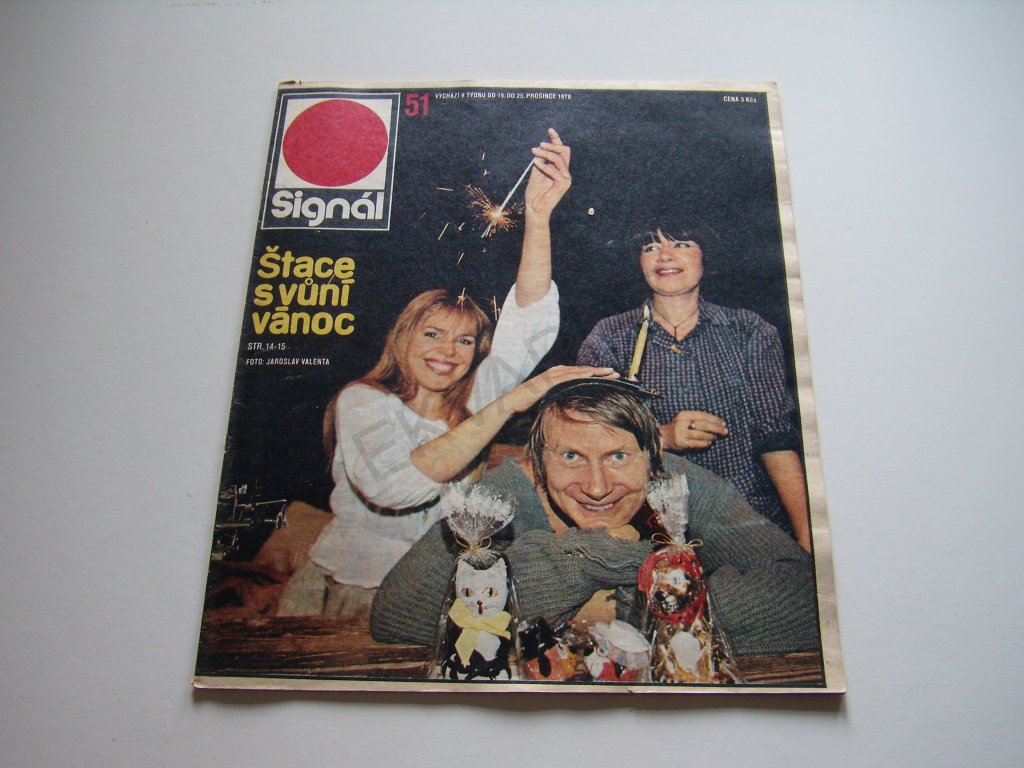 51
VYCHÁZÍ V TÝDNU OD 19. DO 25. PROSINCE 1978
CENA 3 Kčs
Signál
Štace
s vůní
vánoc
STR. 14-15
FOTO: JAROSLAV VALENTA